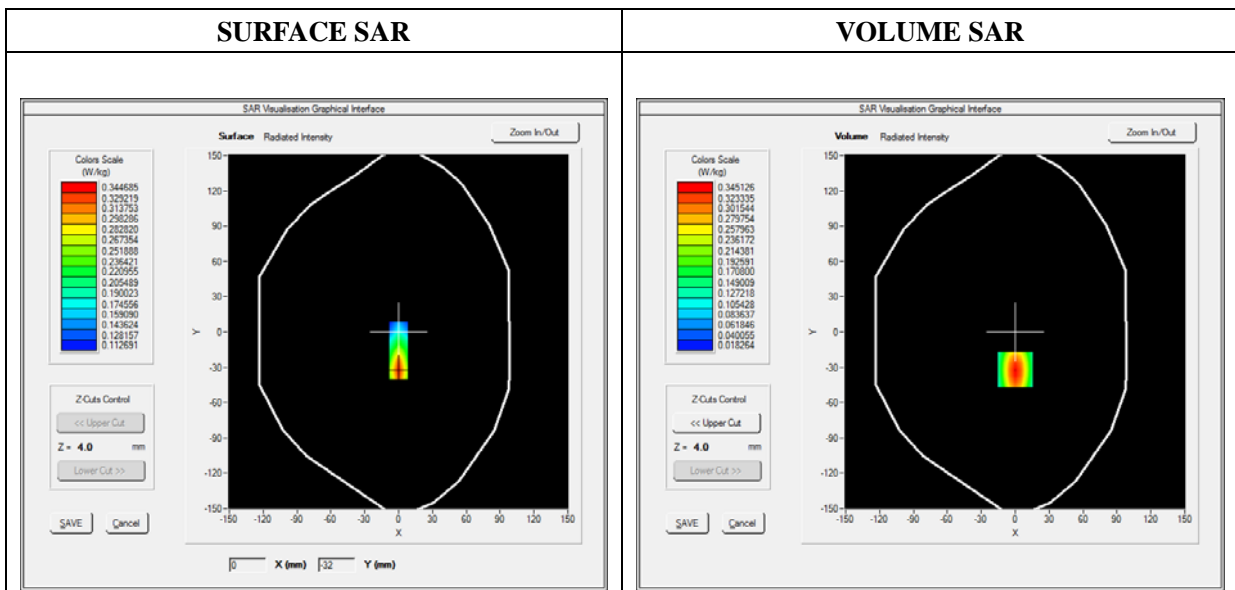 SURFACE SAR
VOLUME SAR
SAR Visualisation Graphical Interface
Surface Radiated Intensity
Zoom In/Out
Colors Scale
(W/kg)
0.344685
0.329219
0.313753
0.298286
0.282820
0.267354
0.251888
0.236421
0.220955
0.205489
0.190023
0.174556
0.159090
0.143624
0.128157
0.112691
Z-Cuts Control
<< Upper Cut
Z = 4.0 mm
Lower Cut >>
SAVE Cancel
150
120
90
60
30
0
-30
-60
-90
-120
-150
Y
-150 -120 -90 -60 -30 0 30 60 90 120 150
X
0 X (mm) -32 Y (mm)
SAR Visualisation Graphical Interface
Volume Radiated Intensity
Zoom In/Out
Colors Scale
(W/kg)
0.345126
0.323335
0.301544
0.279754
0.257963
0.236172
0.214381
0.192591
0.170800
0.149009
0.127218
0.105428
0.083637
0.061846
0.040055
0.018264
Z-Cuts Control
<< Upper Cut
Z = 4.0 mm
Lower Cut >>
SAVE Cancel
150
120
90
60
30
0
-30
-60
-90
-120
-150
Y
-150 -120 -90 -60 -30 0 30 60 90 120 150
X